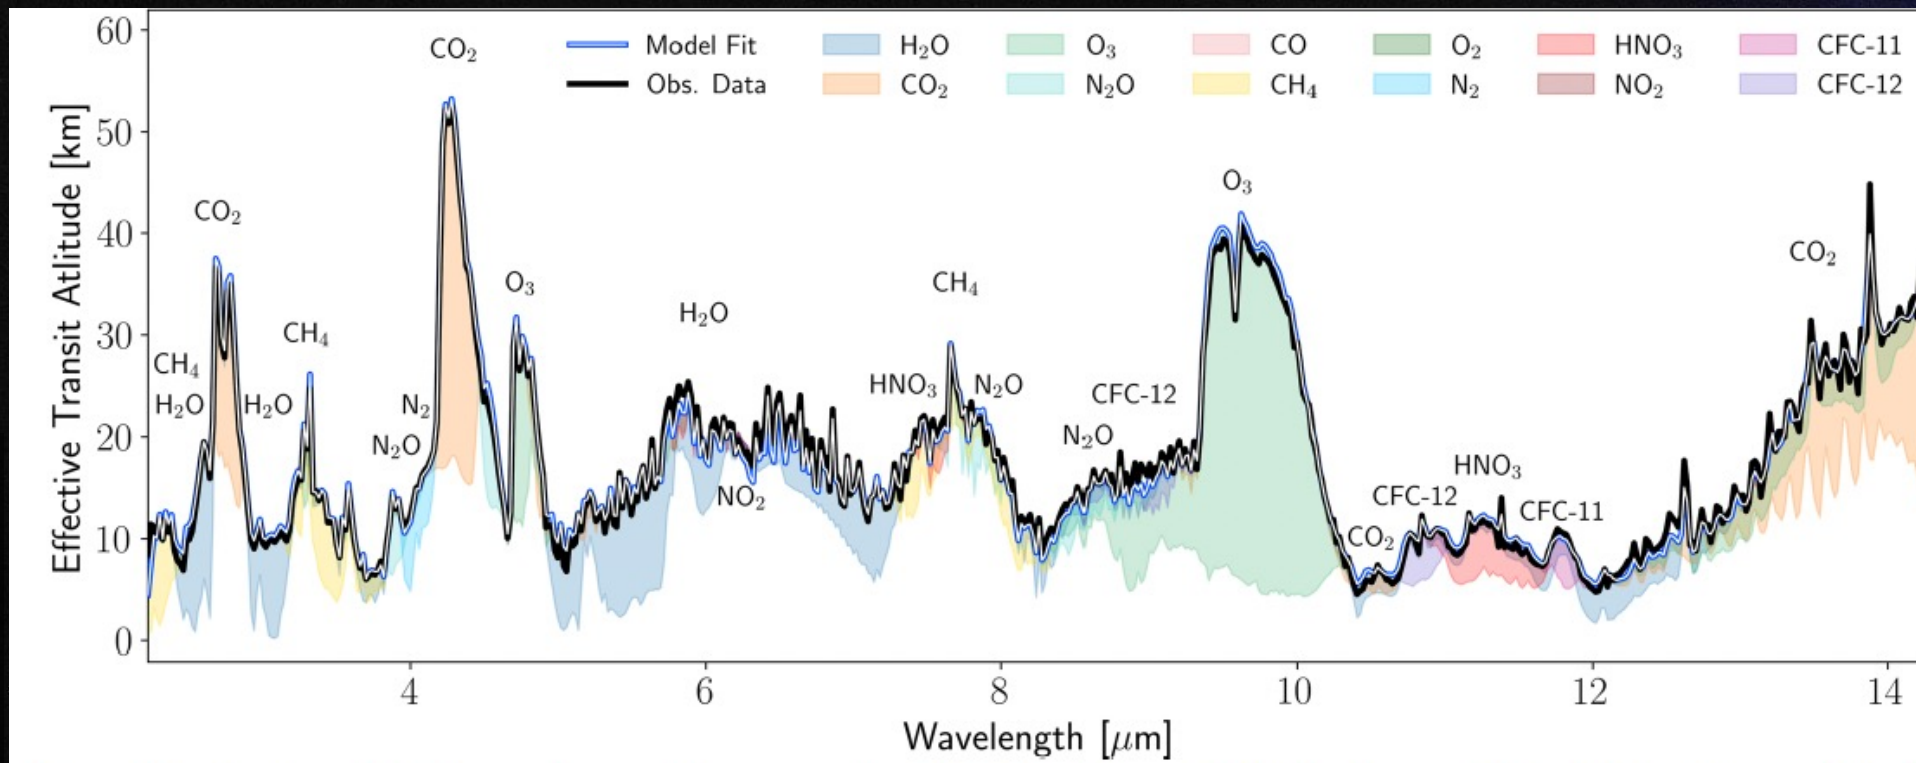 Effective Transit Atlitude [km]
60
50
40
30
20
10
0
Model Fit
Obs. Data
H₂O
CO₂
O₃
N₂O
CO
CH₄
O₂
N₂
HNO₃
NO₂
CFC-11
CFC-12
CH₄
H₂O
CO₂
H₂O
CH₄
N₂O
N₂
CO₂
O₃
H₂O
NO₂
HNO₃
CH₄
N₂O
N₂O
CFC-12
O₃
CO₂
CFC-12
HNO₃
CFC-11
CO₂
4
6
8
10
12
14
Wavelength [μm]